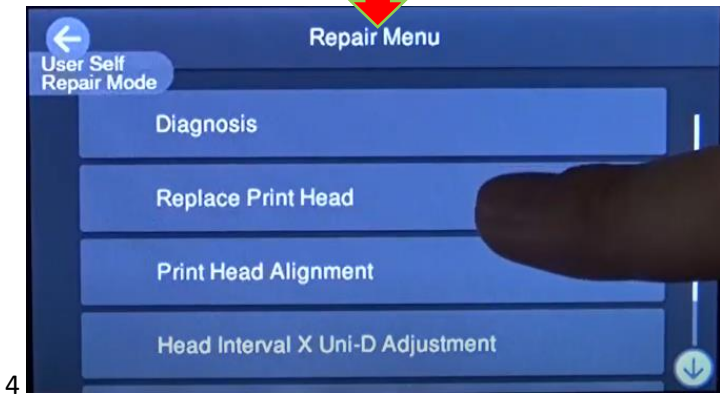 Repair Menu
User Self
Repair Mode
Diagnosis
Replace Print Head
Print Head Alignment
Head Interval X Uni-D Adjustment
4